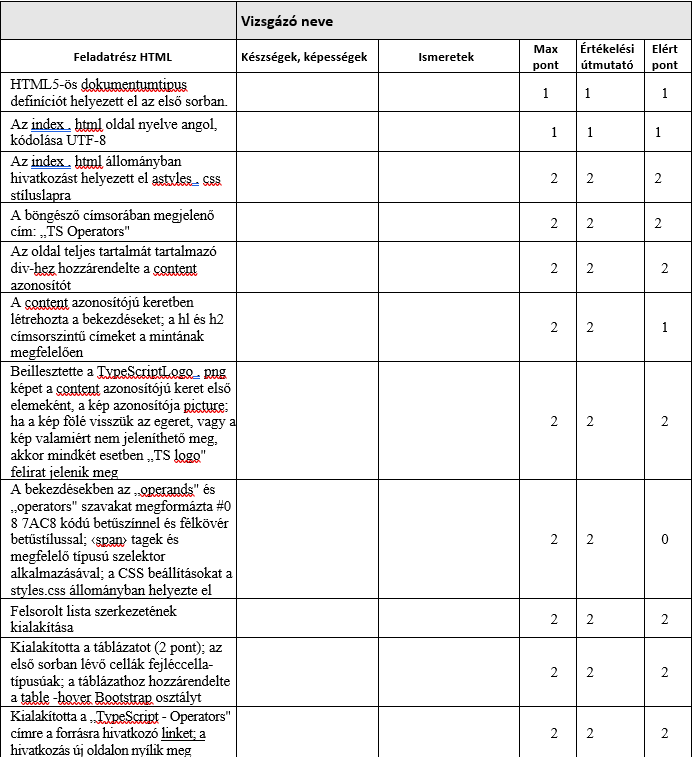 Vizsgázó neve
Feladatrész HTML
Készségek, képességek
Ismeretek
Max
pont
Értékelési
útmutató
Elért
pont
HTML5-ös dokumentumtipus
definíciót helyezett el az első sorban.
1
1
1
Az index . html oldal nyelve angol,
kódolása UTF-8
1
1
1
Az index . html állományban
hivatkozást helyezett el astyles . css
stíluslapra
2
2
2
A böngésző címsorában megjelenő
cím: ,,TS Operators"
2
2
2
Az oldal teljes tartalmát tartalmazó
div-hez hozzárendelte a content
azonosítót
2
2
2
A content azonosítójú keretben
létrehozta a bekezdéseket; a hl és h2
címsorszintű címeket a mintának
megfelelően
2
2
1
Beillesztette a TypeScriptLogo . png
képet a content azonosítójú keret első
elemeként, a kép azonosítója picture;
ha a kép fölé visszük az egeret, vagy a
kép valamiért nem jeleníthető meg,
akkor mindkét esetben ,,TS logo"
felirat jelenik meg
2
2
2
A bekezdésekben az ,,operands" és
,,operators" szavakat megformázta #0
8 7AC8 kódú betűszínnel és félkövér
betűstílussal; ‹span› tagek és
megfelelő típusú szelektor
alkalmazásával; a CSS beállításokat a
styles.css állományban helyezte el
2
2
0
Felsorolt lista szerkezetének
kialakítása
2
2
2
Kialakította a táblázatot (2 pont); az
első sorban lévő cellák fejléccella-
típusúak; a táblázathoz hozzárendelte
a table -hover Bootstrap osztályt
2
2
2
Kialakította a ,,TypeScript - Operators"
címre a forrásra hivatkozó linket; a
hivatkozás új oldalon nyílik meg
2
2
2